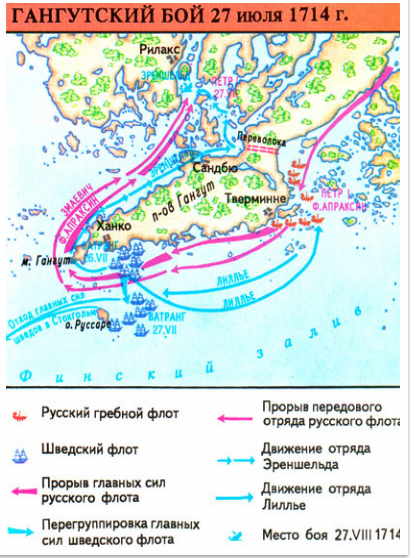 ГАНГУТСКИЙ БОЙ 27 июля 1714 г.
Рилакс
ЭРЕНШЕЛЬД
ПЕТР I
27.VII
Переволока
ЭРЕНШЕЛЬД
Сандбю
ЗМАЕВИЧ
Ф.АПРАКСИН
п-ов Гангут
Тверминне
ПЕТР I
Ф.АПРАКСИН
Ханко
ВАТРАНГ
26.VII
м. Гангут
ЛИЛЛЬЕ
ЛИЛЛЬЕ
Отход главных сил
шведов в Стокгольм
о.Руссарэ
ВАТРАНГ
27.VII
Финский залив
Русский гребной флот
Шведский флот
Прорыв главных сил
русского флота
Перегруппировка главных
сил шведского флота
Прорыв передового
отряда русского флота
Движение отряда
Эреншельда
Движение отряда
Лиллье
Место боя 27.VIII 1714